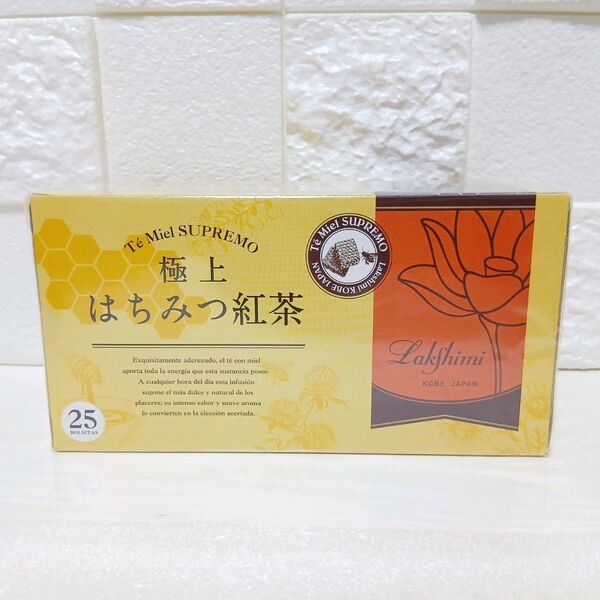 Té Miel SUPREMO
極上
はちみつ紅茶
Exquisitamente aderezado, el té con miel
aporta toda la energía que esta sustancia posee.
A cualquier hora del día esta infusión
supone el más dulce y natural de los
placeres; su intenso sabor y suave aroma
lo convierten en la elección acertada.
25
BOLSITAS
Té Miel SUPREMO
Lakshimi KOBE JAPAN
Lakshimi
KOBE JAPAN